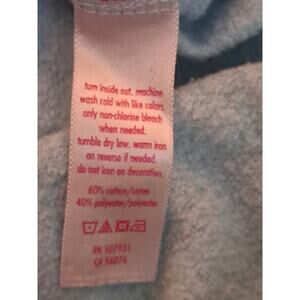 turn inside out. machine
wash cold with like colors.
only non-chlorine bleach
when needed.
tumble dry low. warm iron
on reverse if needed.
do not iron on decoration.
60% cotton/coton
40% polyester/polyester
RN 107931
CA 56076